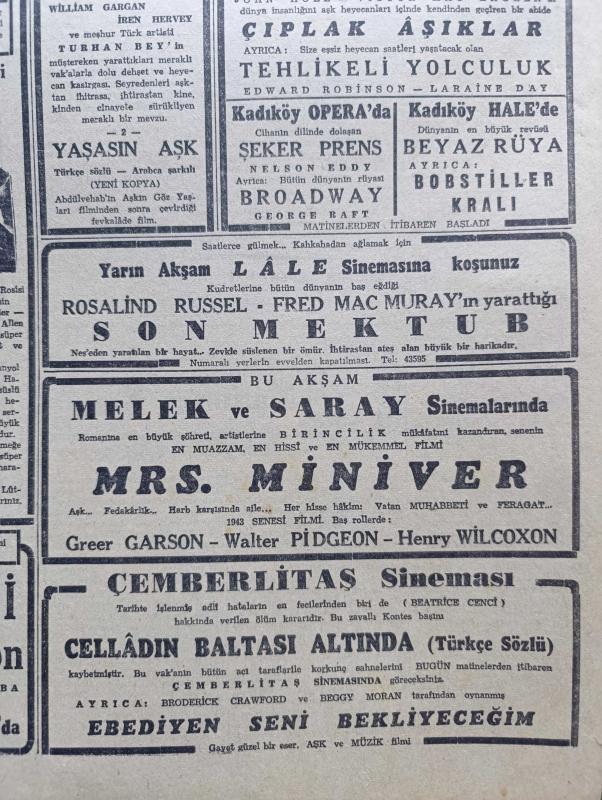 WİLLİAM GARGAN
İREN HERVEY
ve meşhur Türk artisti
TURHAN BEY'in
müştereken yarattıkları meraklı
vak'alarla dolu dehşet ve heye-
can kasırgası. Seyredenleri aşk-
tan ihtirasa, ihtirastan kine,
kinden cinayete sürükliyen
meraklı bir mevzu.
— 2 —
YAŞASIN AŞK
Türkçe sözlü — Arabca şarkılı
(YENİ KOPYA)
Abdülvehab'ın Aşkın Göz Yaş-
ları filminden sonra çevirdiği
fevkalâde film.
dünya insanlığını aşk heyecanları içinde kendinden geçiren bir abide
ÇIPLAK ÂŞIKLAR
AYRICA: Size essiz heyecan saatleri yaşatacak olan
TEHLİKELİ YOLCULUK
EDWARD ROBİNSON — LARAİNE DAY
Kadıköy OPERA'da
Cihanın dilinde dolaşan
ŞEKER PRENS
NELSON EDDY
Ayrıca: Bütün dünyanın rüyası
BROADWAY
GEORGE RAFT
Kadıköy HALE'de
Dünyanın en büyük revüsü
BEYAZ RÜYA
AYRICA:
BOBSTİLLER
KRALI
MATİNELERDEN İTİBAREN BAŞLADI
Saatlerce gülmek... Kahkahadan ağlamak için
Yarın Akşam LÂLE Sinemasına koşunuz
Kudretlerine bütün dünyanın baş eğdiği
ROSALİND RUSSEL - FRED MAC MURAY'ın yarattığı
SON MEKTUB
Neş'eden yaratılan bir hayat... Zevkle süslenen bir ömür. İhtirastan ateş alan büyük bir harikadır.
Numaralı yerlerin evvelden kapatılması. Tel: 43595
BU AKŞAM
MELEK ve SARAY Sinemalarında
Romanına en büyük şöhreti, artistlerine BİRİNCİLİK mükâfatını kazandıran, senenin
EN MUAZZAM, EN HİSSÎ ve EN MÜKEMMEL FİLMİ
MRS. MİNİVER
Aşk... Fedakârlık... Harb karşısında aile... Her hisse hâkim: Vatan MUHABBETİ ve FERAGAT...
1943 SENESİ FİLMİ. Baş rollerde:
Greer GARSON - Walter PİDGEON - Henry WİLCOXON
ÇEMBERLİTAŞ Sineması
Tarihte işlenmiş adlî hataların en fecilerinden biri de (BEATRİCE CENCİ)
hakkında verilen ölüm kararıdır. Bu zavallı Kontes başını
CELLÂDIN BALTASI ALTINDA (Türkçe Sözlü)
kaybetmiştir. Bu vak'anın bütün acı taraflarile korkunç sahnelerini BUGÜN matinelerden itibaren
ÇEMBERLİTAŞ SİNEMASINDA göreceksiniz.
AYRICA: BRODERİCK CRAWFORD ve BEGGY MORAN tarafından oynanmış
EBEDİYEN SENİ BEKLİYECEĞİM
Gayet güzel bir eser. AŞK ve MÜZİK filmi